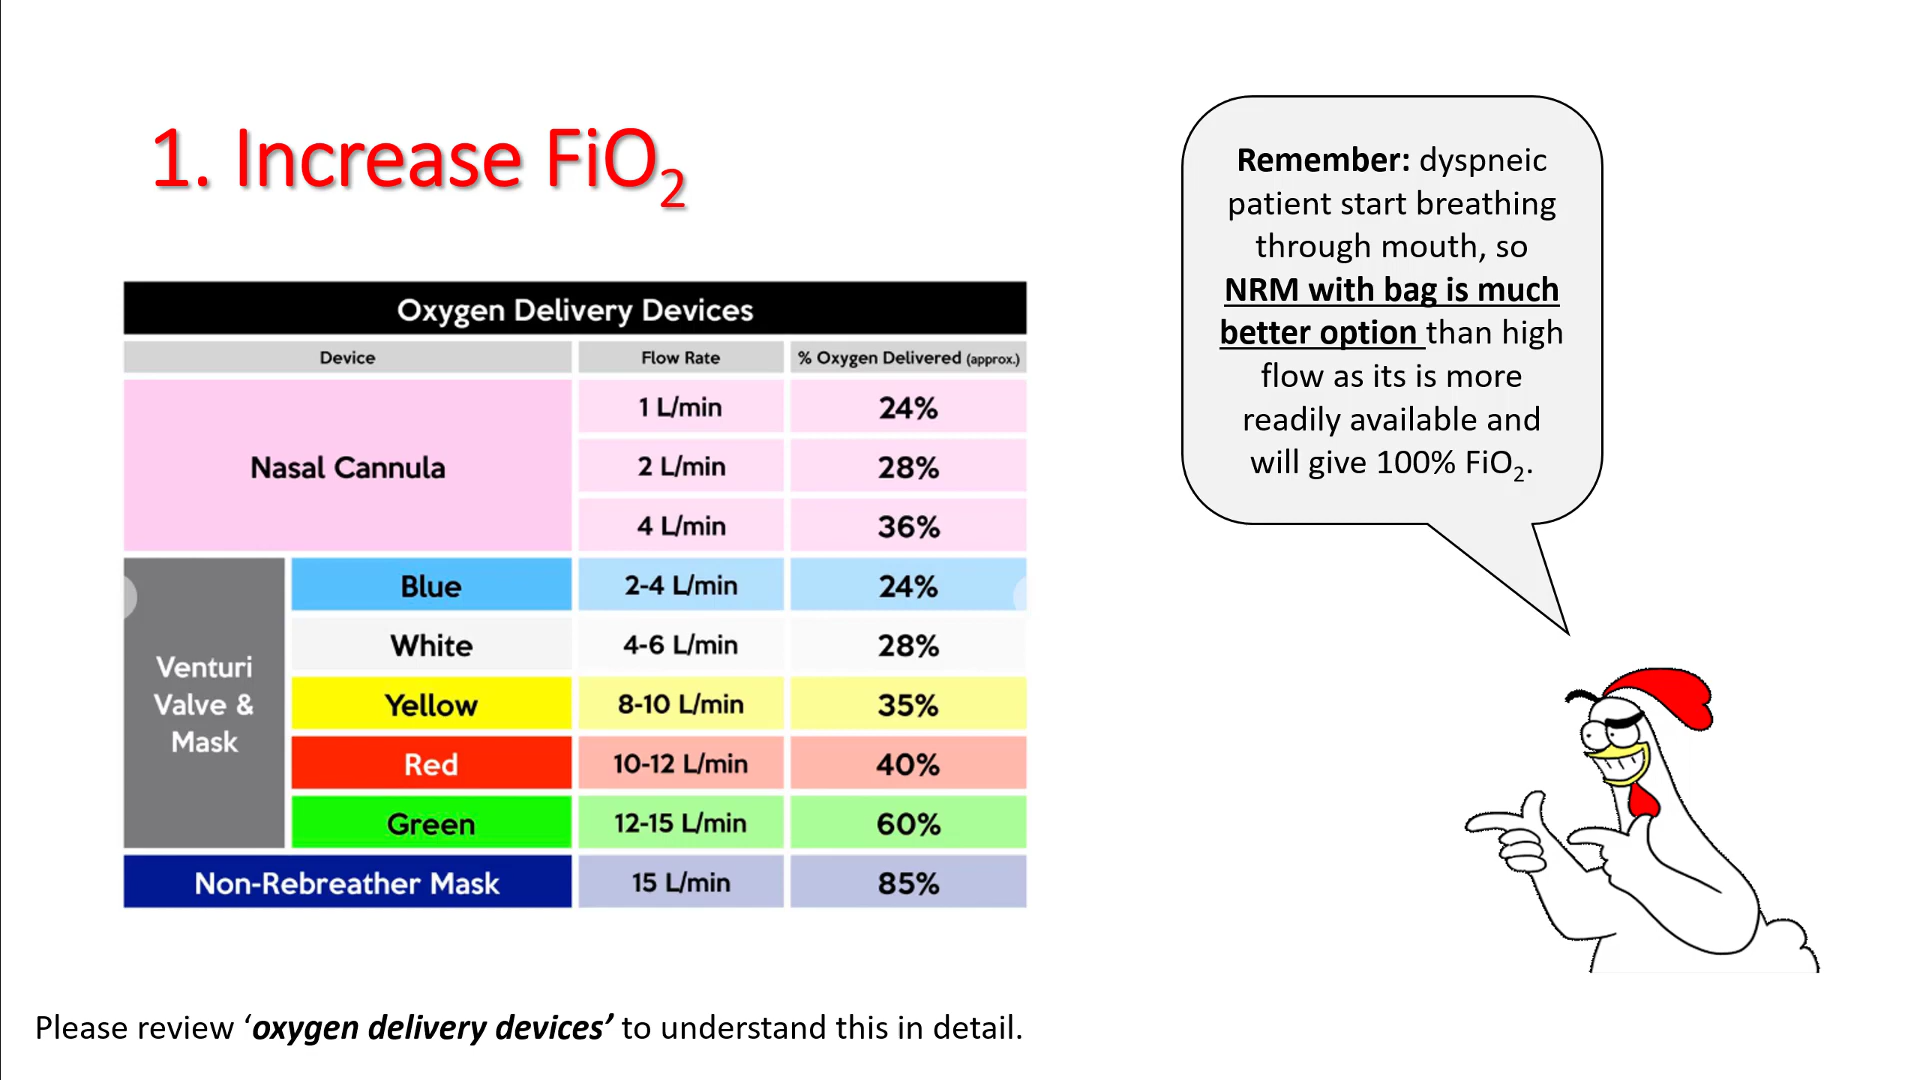 1. Increase FiO2
Remember: dyspneic
patient start breathing
through mouth, so
NRM with bag is much
better option than high
flow as its is more
readily available and
will give 100% FiO2.
Oxygen Delivery Devices
Device Flow Rate % Oxygen Delivered (approx.)
Nasal Cannula
1 L/min 24%
2 L/min 28%
4 L/min 36%
Venturi
Valve &
Mask
Blue 2-4 L/min 24%
White 4-6 L/min 28%
Yellow 8-10 L/min 35%
Red 10-12 L/min 40%
Green 12-15 L/min 60%
Non-Rebreather Mask 15 L/min 85%
Please review ‘oxygen delivery devices’ to understand this in detail.